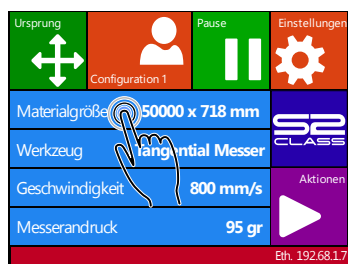 Ursprung
Configuration 1
Pause
Einstellungen
Materialgröße 50000 x 718 mm
Werkzeug Tangential Messer
S2
CLASS
Geschwindigkeit 800 mm/s
Aktionen
Messerandruck 95 gr
Eth. 192.68.1.7